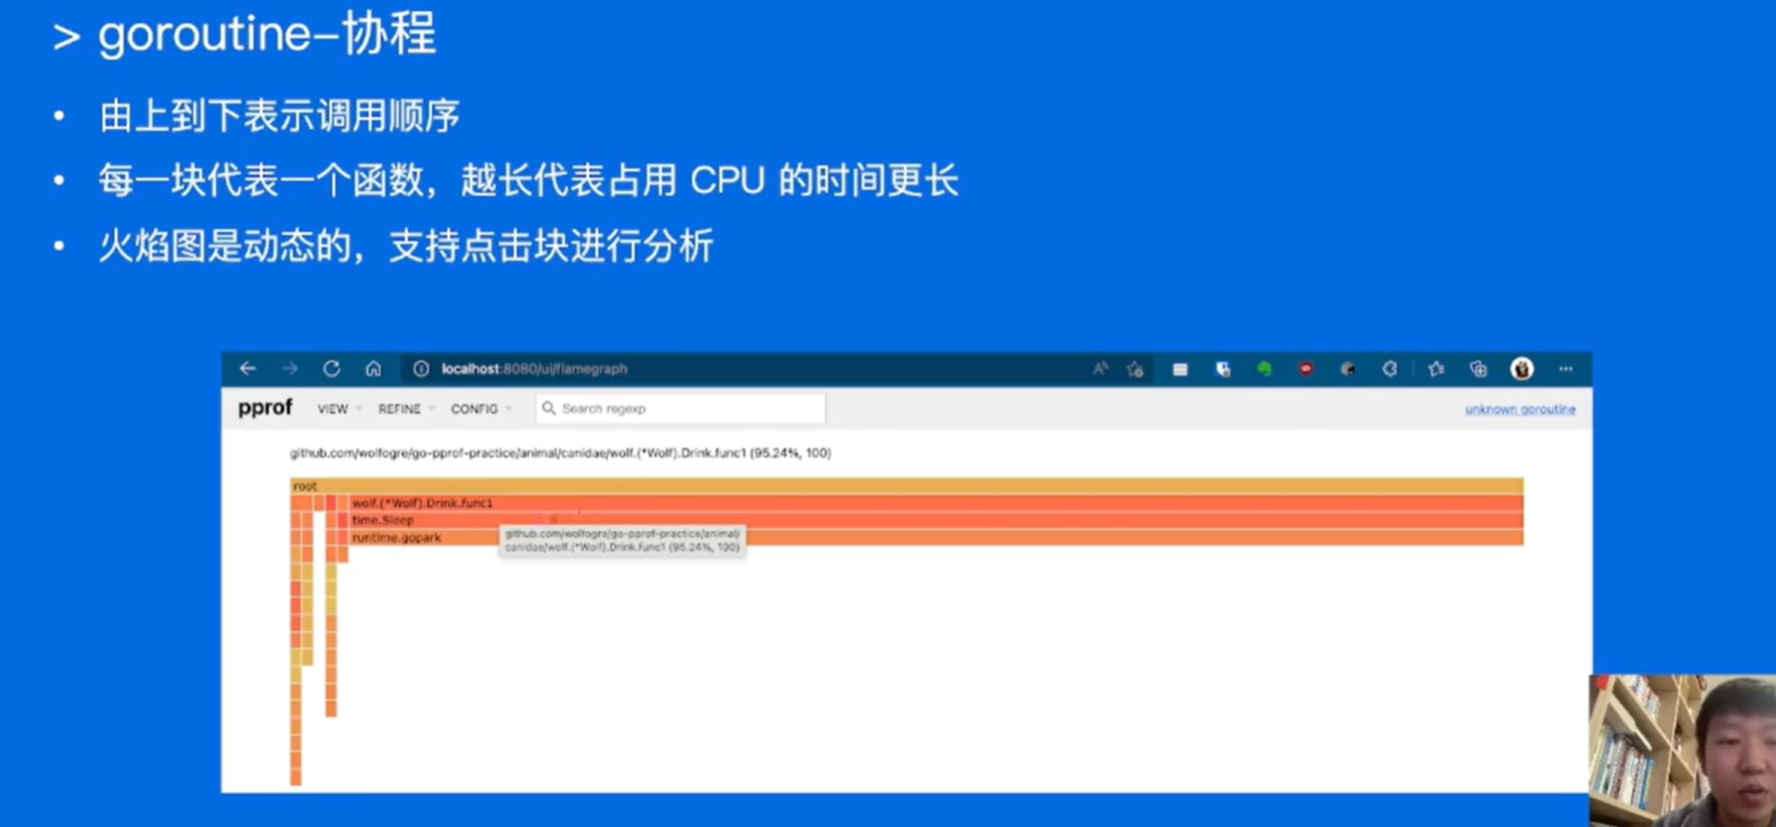 > goroutine-协程
• 由上到下表示调用顺序
• 每一块代表一个函数，越长代表占用 CPU 的时间更长
• 火焰图是动态的，支持点击块进行分析
localhost:8080/ui/flamegraph
pprof VIEW REFINE CONFIG Search regexp unknown goroutine
github.com/wolfogre/go-pprof-practice/animal/canidae/wolf.(*Wolf).Drink.func1 (95.24%, 100)
root
wolf.(*Wolf).Drink.func1
time.Sleep
runtime.gopark
github.com/wolfogre/go-pprof-practice/animal/
canidae/wolf.(*Wolf).Drink.func1 (95.24%, 100)